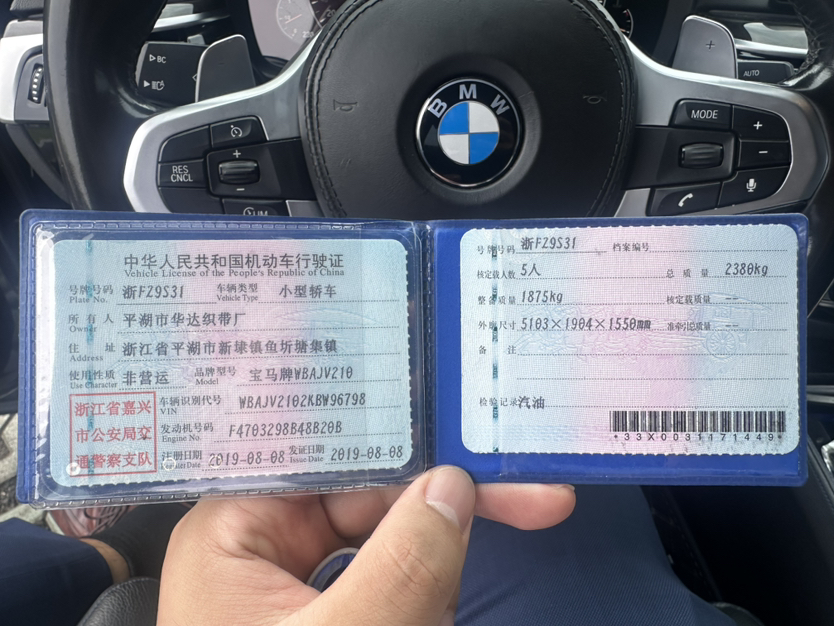 BC
BMW
MODE
AUTO
+
+
RES
CNCL
-
-
LIM
中华人民共和国机动车行驶证
Vehicle License of the People's Republic of China
号牌号码 浙FZ9S31 车辆类型 小型轿车
Plate No. Vehicle Type
所有人 平湖市华达织带厂
Owner
住址 浙江省平湖市新埭镇鱼圻塘集镇
Address
使用性质 非营运 品牌型号 宝马牌WBAJV210
Use Character Model
浙江省嘉兴
市公安局交
通警察支队
车辆识别代号 WBAJV2102KBW96798
VIN
发动机号码 F4703298B48B20B
Engine No.
注册日期 2019-08-08 发证日期 2019-08-08
Register Date Issue Date
号牌号码 浙FZ9S31 档案编号
核定载人数 5人 总质量 2380kg
整备质量 1875kg 核定载质量 --
外廓尺寸 5103×1904×1550mm 准牵引总质量 --
备注
检验记录 汽油
*33X0031171449*